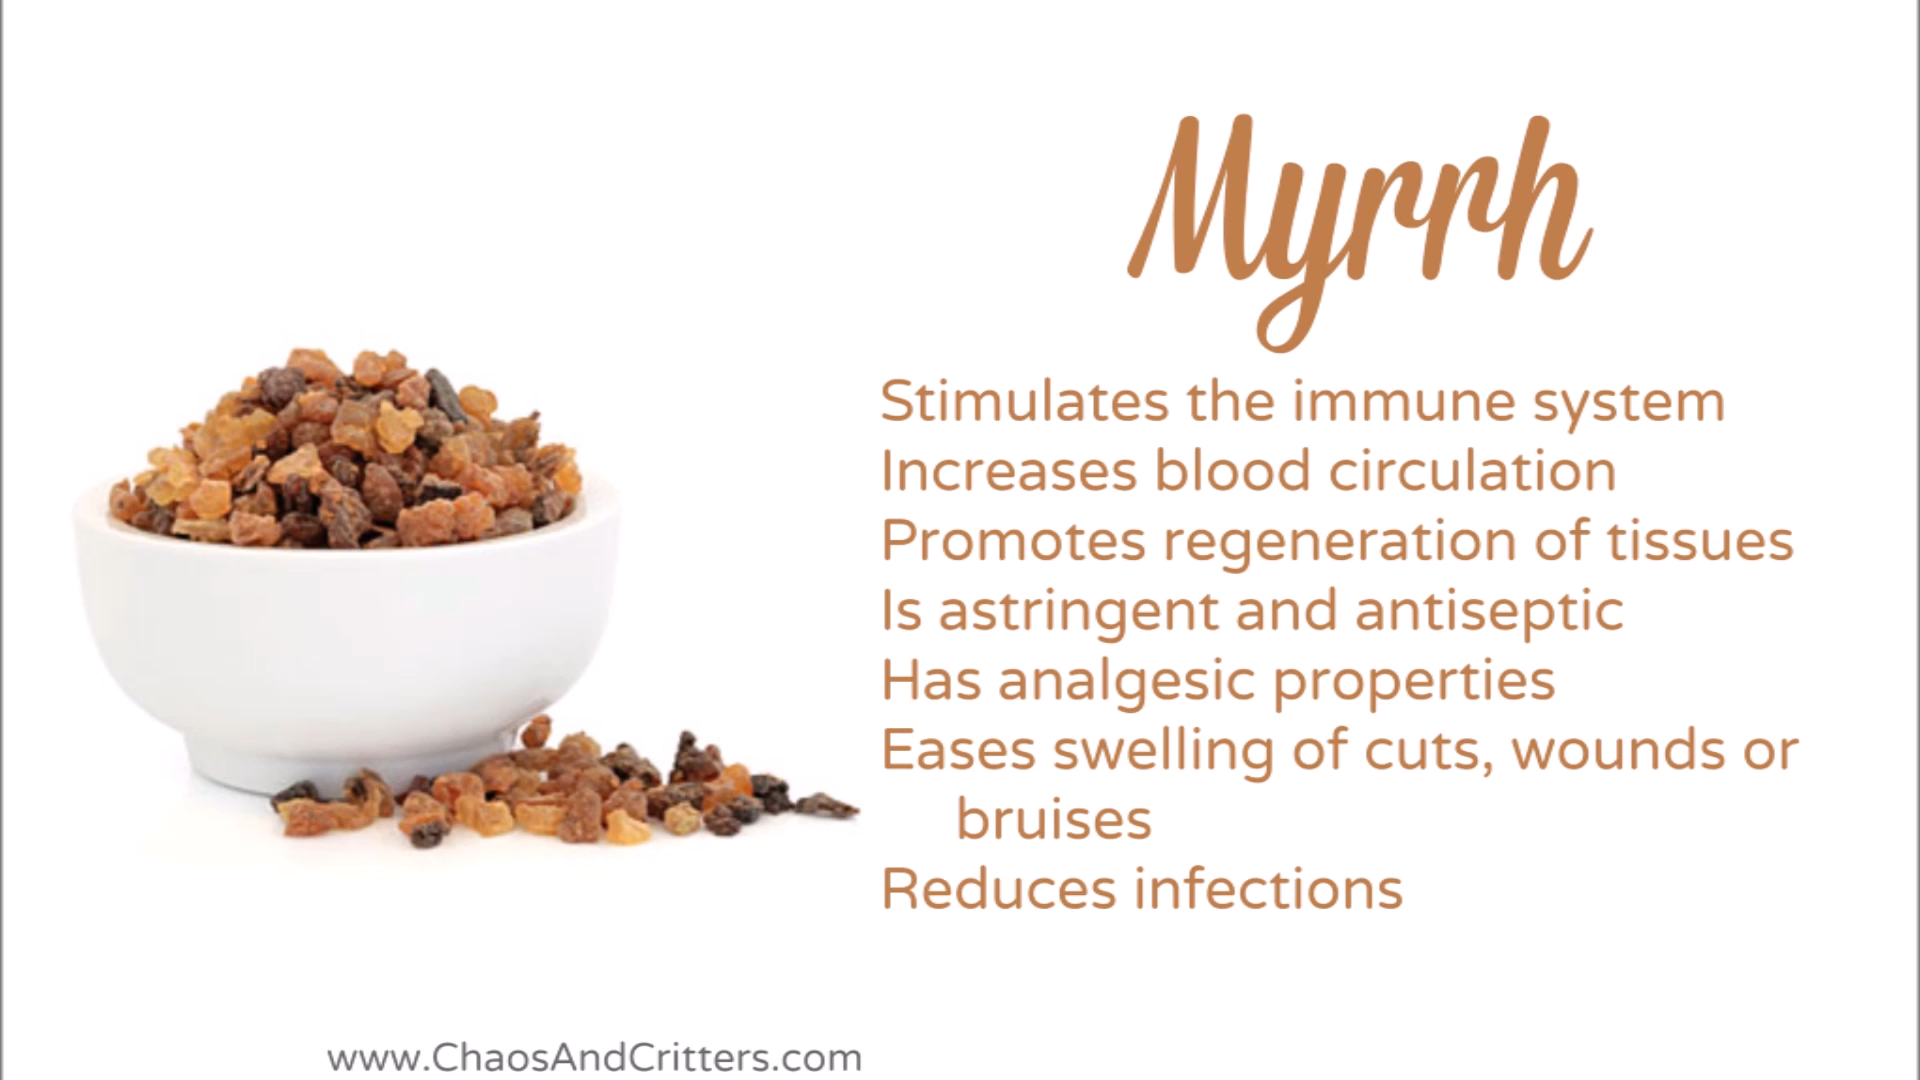 Myrrh
Stimulates the immune system
Increases blood circulation
Promotes regeneration of tissues
Is astringent and antiseptic
Has analgesic properties
Eases swelling of cuts, wounds or
bruises
Reduces infections
www.ChaosAndCritters.com